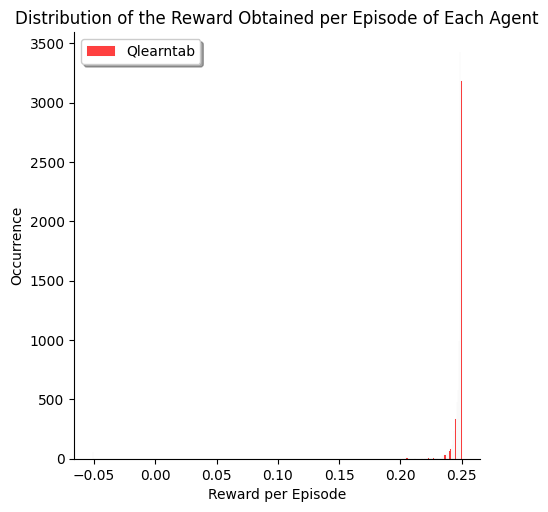 Distribution of the Reward Obtained per Episode of Each Agent
Qlearntab
3500
3000
2500
2000
1500
1000
500
0
Occurrence
−0.05 0.00 0.05 0.10 0.15 0.20 0.25
Reward per Episode